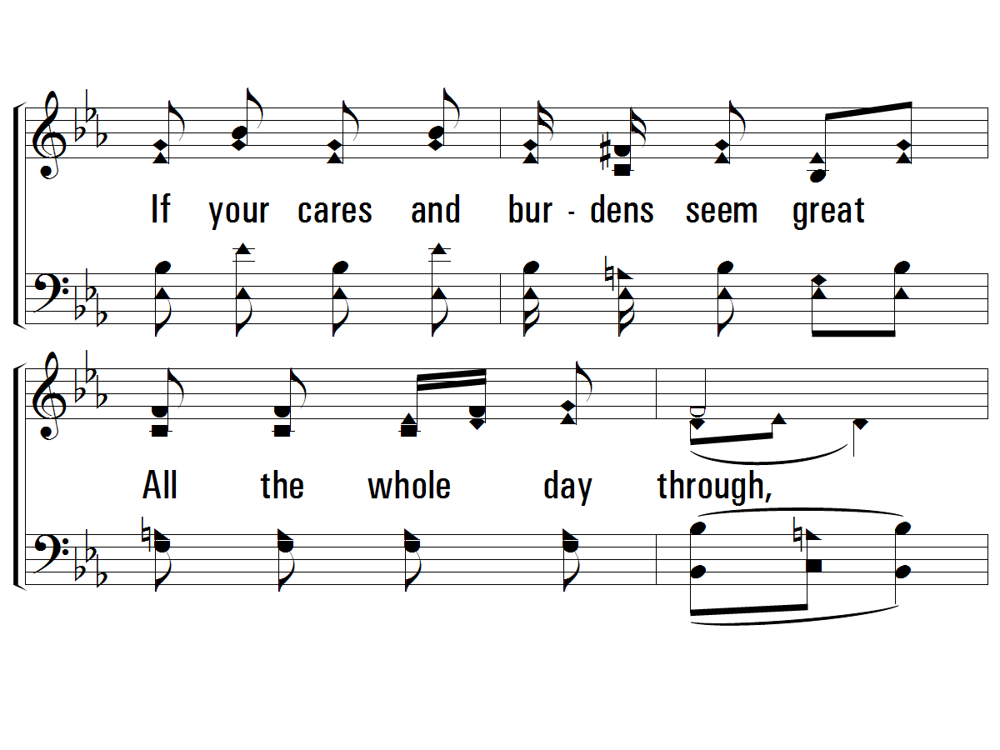 If your cares and bur - dens seem great
All the whole day through,